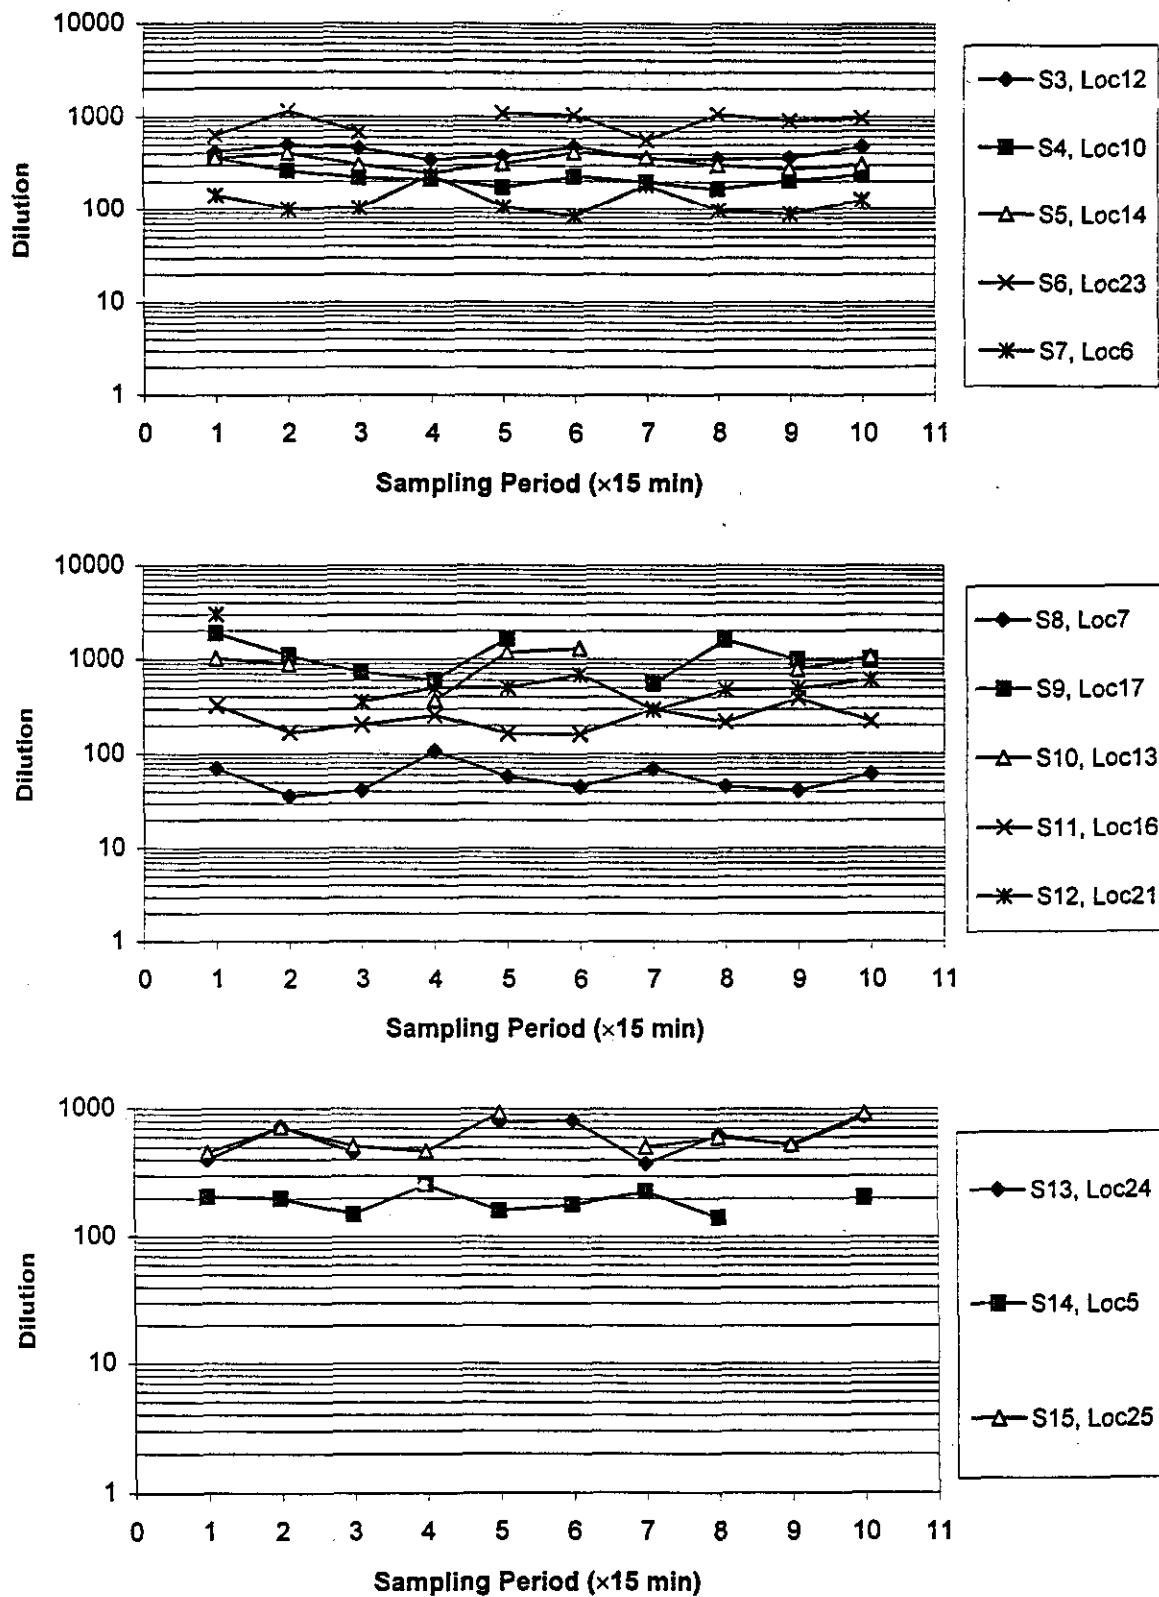 10000
1000
100
10
1
Dilution
0 1 2 3 4 5 6 7 8 9 10 11
Sampling Period (×15 min)
S3, Loc12
S4, Loc10
S5, Loc14
S6, Loc23
S7, Loc6
10000
1000
100
10
1
Dilution
0 1 2 3 4 5 6 7 8 9 10 11
Sampling Period (×15 min)
S8, Loc7
S9, Loc17
S10, Loc13
S11, Loc16
S12, Loc21
1000
100
10
1
Dilution
0 1 2 3 4 5 6 7 8 9 10 11
Sampling Period (×15 min)
S13, Loc24
S14, Loc5
S15, Loc25